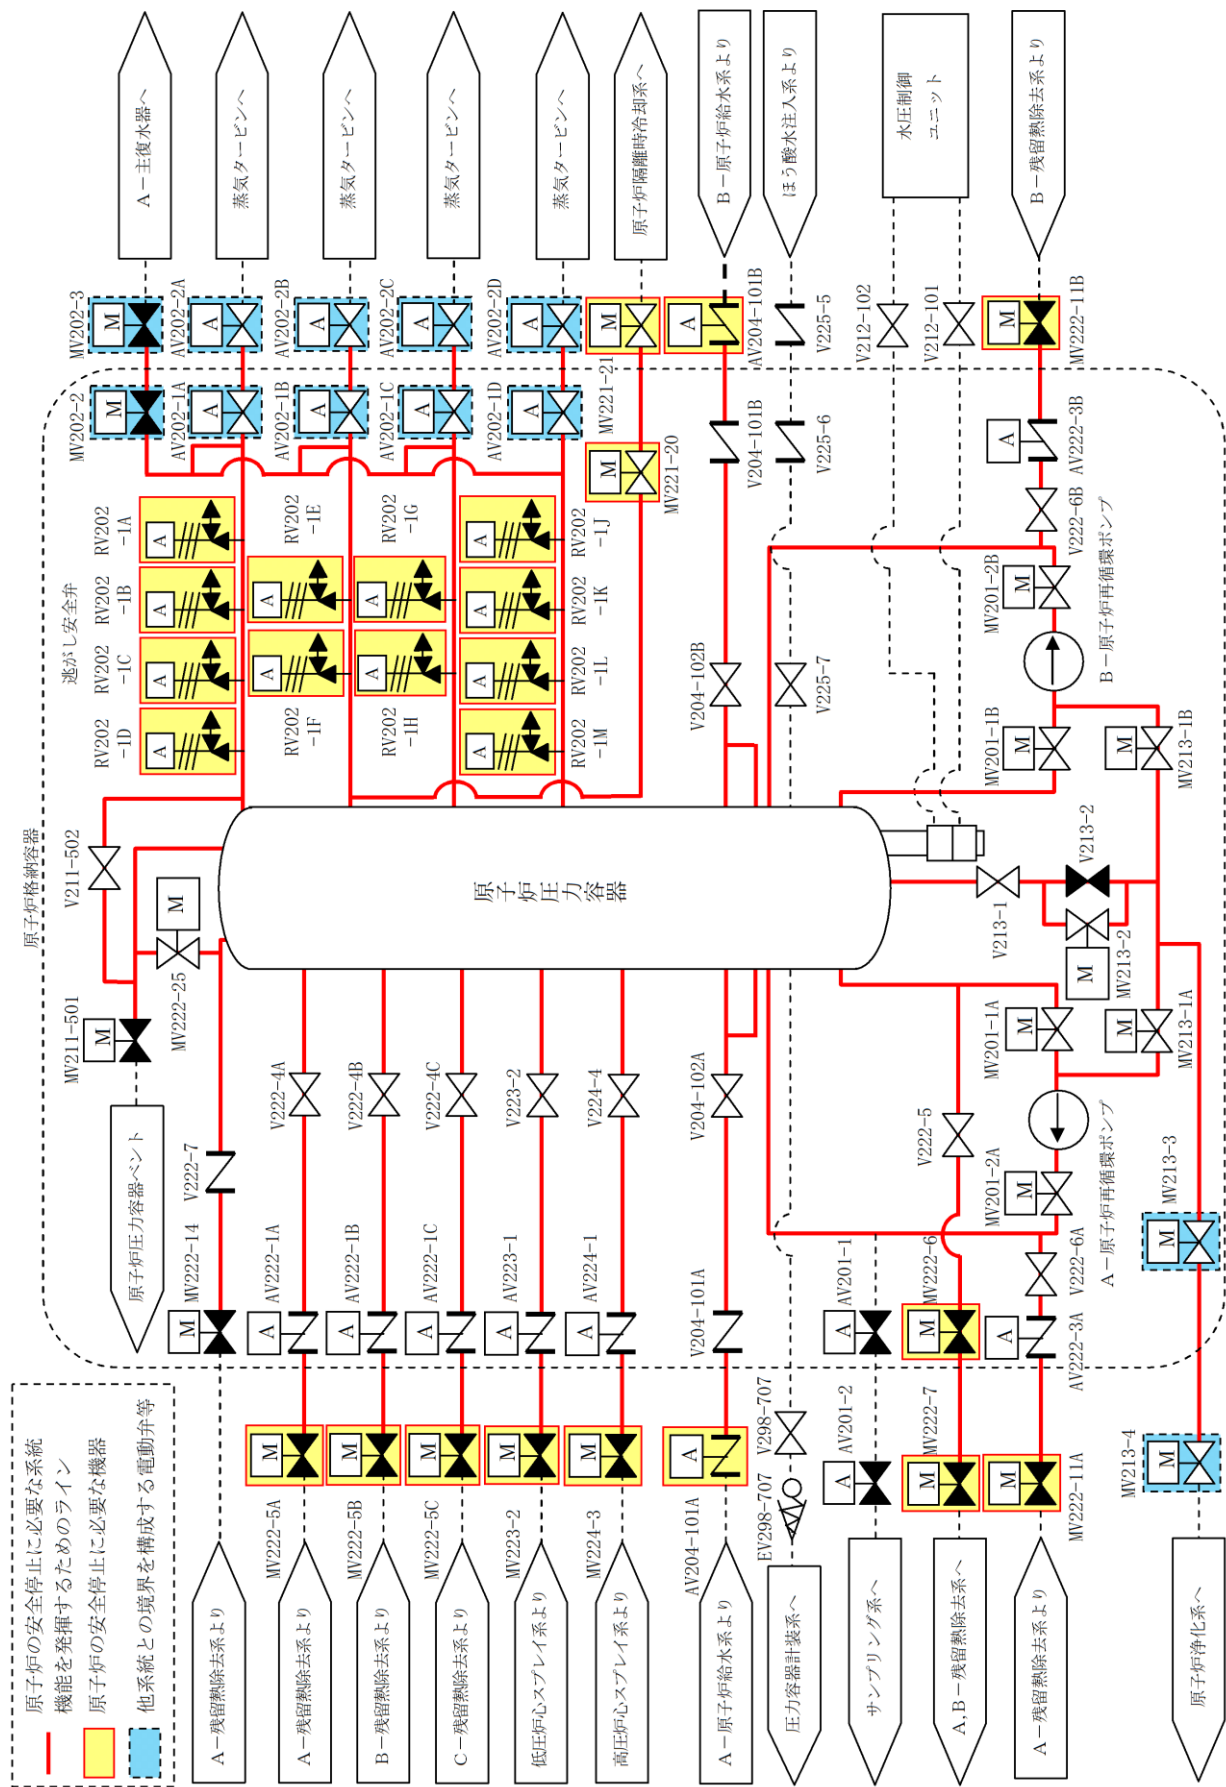 原子炉の安全停止に必要な系統
機能を発揮するためのライン
原子炉の安全停止に必要な機器
他系統との境界を構成する電動弁等
原子炉格納容器
逃がし安全弁
A－主復水器へ
蒸気タービンへ
蒸気タービンへ
蒸気タービンへ
蒸気タービンへ
原子炉隔離時冷却系へ
B－原子炉給水系より
ほう酸水注入系より
水圧制御
ユニット
B－残留熱除去系より
MV202-3
AV202-2A
AV202-2B
AV202-2C
AV202-2D
MV221-21
AV204-101B
V225-5
V212-102
V212-101
MV222-11B
MV202-2
AV202-1A
AV202-1B
AV202-1C
AV202-1D
MV221-20
V204-101B
V225-6
AV222-3B
V222-6B
RV202
-1A
RV202
-1B
RV202
-1C
RV202
-1D
RV202
-1E
RV202
-1F
RV202
-1G
RV202
-1H
RV202
-1J
RV202
-1K
RV202
-1L
RV202
-1M
V204-102B
V225-7
MV201-2B
B－原子炉再循環ポンプ
MV201-1B
MV213-1B
V211-502
MV211-501
MV222-25
原子炉圧力容器
V213-1
V213-2
MV213-2
MV201-1A
MV213-1A
原子炉圧力容器ベント
V222-7
MV222-14
V222-4A
V222-4B
V222-4C
V223-2
V224-4
V204-102A
V222-5
A－原子炉再循環ポンプ
MV201-2A
MV213-3
AV222-1A
AV222-1B
AV222-1C
AV223-1
AV224-1
V204-101A
AV201-1
MV222-6
V222-6A
AV222-3A
MV222-5A
MV222-5B
MV222-5C
MV223-2
MV224-3
AV204-101A
V298-707
EV298-707
AV201-2
MV222-7
MV222-11A
MV213-4
A－残留熱除去系より
A－残留熱除去系より
B－残留熱除去系より
C－残留熱除去系より
低圧炉心スプレイ系より
高圧炉心スプレイ系より
A－原子炉給水系より
圧力容器計装系へ
サンプリング系へ
A,B－残留熱除去系へ
A－残留熱除去系より
原子炉浄化系へ
M
A
A
A
A
M
A
M
M
A
A
A
A
M
A
A
A
A
A
A
A
A
A
A
A
A
A
M
M
M
M
M
M
M
M
M
M
M
A
A
A
A
A
A
M
A
M
M
M
M
M
M
A
A
M
M
M